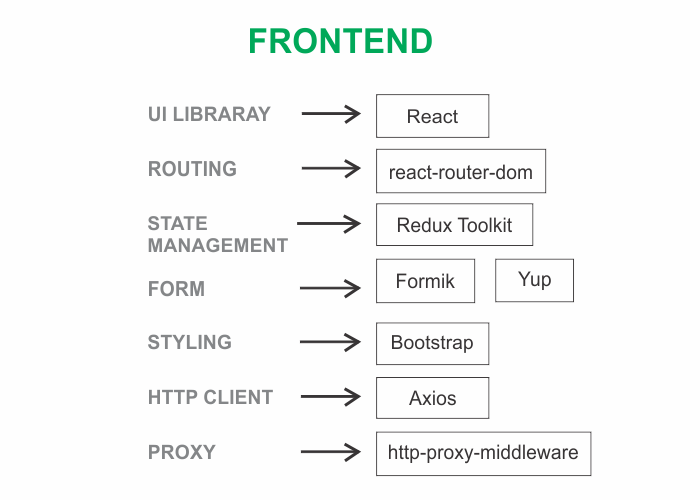 FRONTEND
UI LIBRARAY React
ROUTING react-router-dom
STATE
MANAGEMENT Redux Toolkit
FORM Formik Yup
STYLING Bootstrap
HTTP CLIENT Axios
PROXY http-proxy-middleware